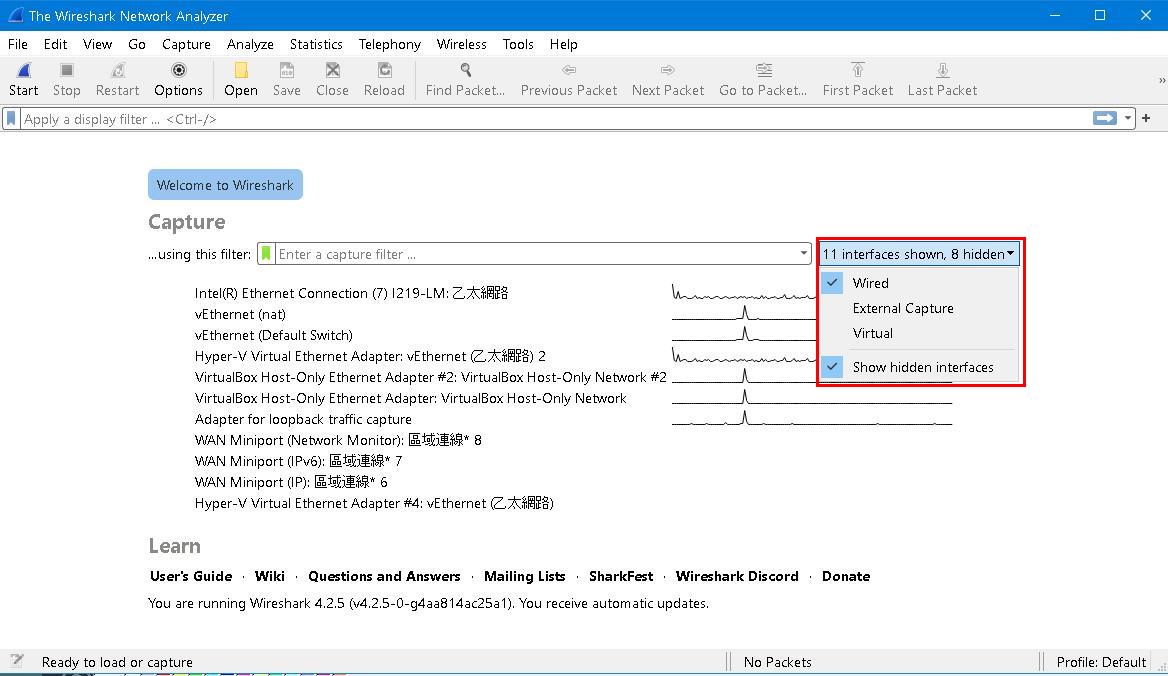 The Wireshark Network Analyzer
File Edit View Go Capture Analyze Statistics Telephony Wireless Tools Help
Start Stop Restart Options Open Save Close Reload Find Packet... Previous Packet Next Packet Go to Packet... First Packet Last Packet »
Apply a display filter ... <Ctrl-/> +
Welcome to Wireshark
Capture
...using this filter: Enter a capture filter ... 11 interfaces shown, 8 hidden
Wired
External Capture
Virtual
Show hidden interfaces
Intel(R) Ethernet Connection (7) I219-LM: 乙太網路
vEthernet (nat)
vEthernet (Default Switch)
Hyper-V Virtual Ethernet Adapter: vEthernet (乙太網路) 2
VirtualBox Host-Only Ethernet Adapter #2: VirtualBox Host-Only Network #2
VirtualBox Host-Only Ethernet Adapter: VirtualBox Host-Only Network
Adapter for loopback traffic capture
WAN Miniport (Network Monitor): 區域連線* 8
WAN Miniport (IPv6): 區域連線* 7
WAN Miniport (IP): 區域連線* 6
Hyper-V Virtual Ethernet Adapter #4: vEthernet (乙太網路)
Learn
User's Guide · Wiki · Questions and Answers · Mailing Lists · SharkFest · Wireshark Discord · Donate
You are running Wireshark 4.2.5 (v4.2.5-0-g4aa814ac25a1). You receive automatic updates.
Ready to load or capture No Packets Profile: Default